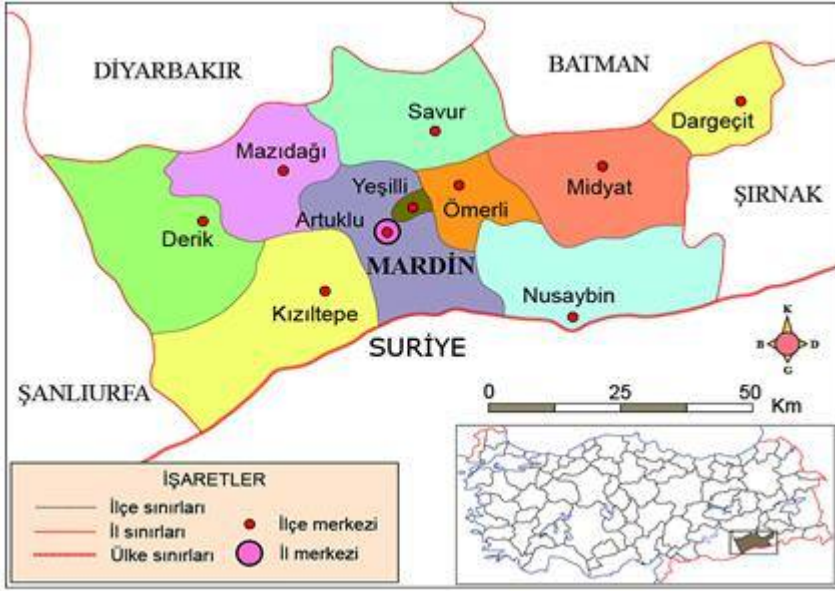 DİYARBAKIR
BATMAN
Savur
Dargeçit
Mazıdağı
Yeşilli
Midyat
Ömerli
ŞIRNAK
Artuklu
Derik
MARDİN
Kızıltepe
Nusaybin
SURİYE
K
B D
G
ŞANLIURFA
0 25 50 Km
İŞARETLER
İlçe sınırları
İl sınırları
Ülke sınırları
İlçe merkezi
İl merkezi